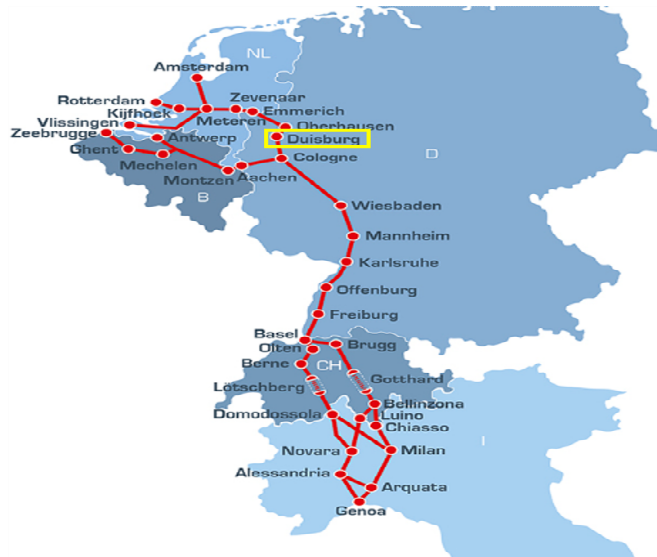 NL
Amsterdam
Rotterdam
Zevenaar
Kijfhoek
Emmerich
Vlissingen
Meteren
Oberhausen
Zeebrugge
Antwerp
Duisburg
Ghent
Cologne
D
Mechelen
Montzen
Aachen
B
Wiesbaden
Mannheim
Karlsruhe
Offenburg
Freiburg
Basel
Olten
Brugg
Berne
CH
Lötschberg
Gotthard
Bellinzona
Domodossola
Luino
Chiasso
I
Novara
Milan
Alessandria
Arquata
Genoa